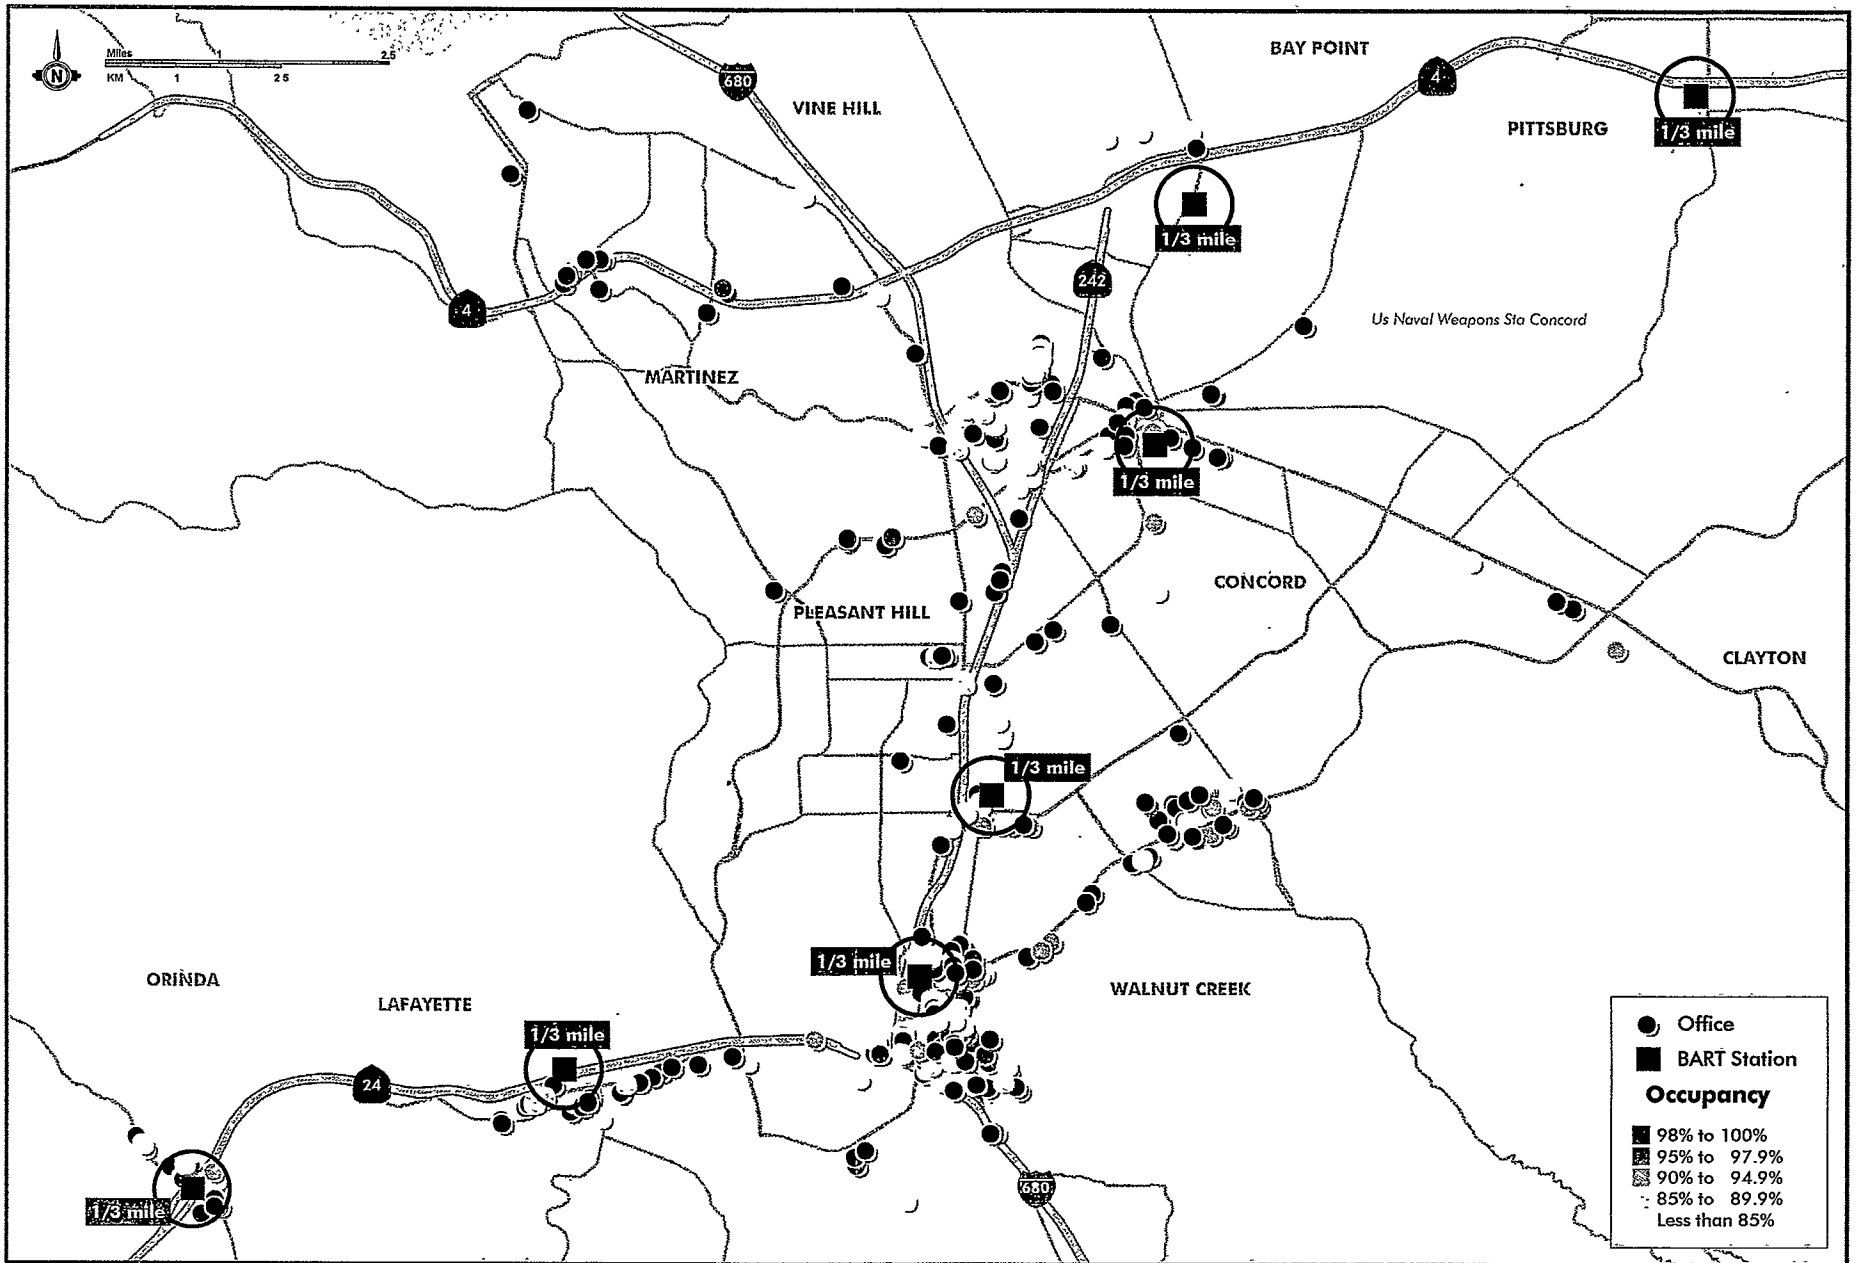 Miles 1 2.5
KM 1 2.5
N
680
VINE HILL
BAY POINT
4
PITTSBURG
1/3 mile
1/3 mile
242
4
Us Naval Weapons Sta Concord
MARTINEZ
1/3 mile
CONCORD
PLEASANT HILL
CLAYTON
1/3 mile
1/3 mile
ORINDA
LAFAYETTE
WALNUT CREEK
1/3 mile
24
680
1/3 mile
Office
BART Station
Occupancy
98% to 100%
95% to 97.9%
90% to 94.9%
85% to 89.9%
Less than 85%